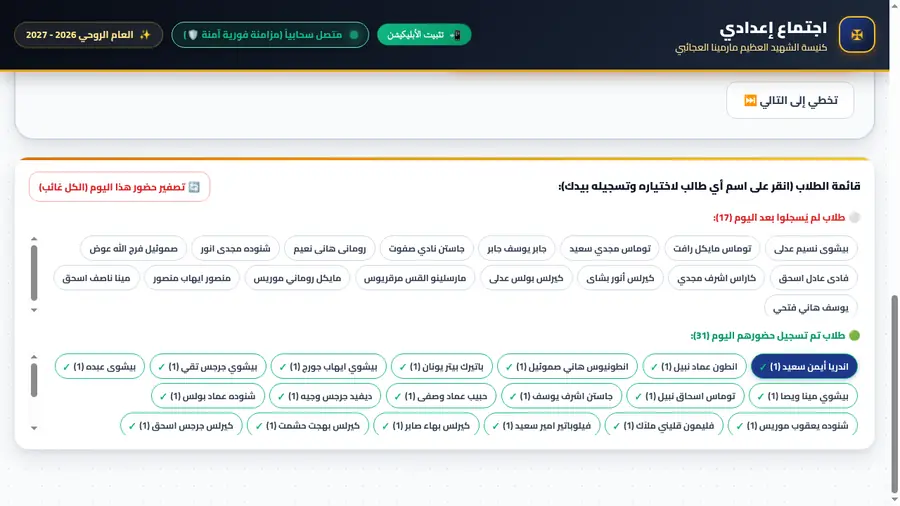 اجتماع إعدادي
كنيسة الشهيد العظيم مارمينا العجائبي
تثبيت الأبليكيشن
متصل سحابياً (مزامنة فورية آمنة 🛡️)
✨ العام الروحي 2026 - 2027
تخطي إلى التالي ⏭️
قائمة الطلاب (انقر على اسم أي طالب لاختياره وتسجيله بيدك):
🔄 تصفير حضور هذا اليوم (الكل غائب)
⚪ طلاب لم يُسجلوا بعد اليوم (17):
بيشوى نسيم عدلى توماس مايكل رافت توماس مجدي سعيد جابر يوسف جابر جاستن نادي صفوت رومانى هانى نعيم شنوده مجدى انور صموئيل فرج الله عوض
فادى عادل اسحق كاراس اشرف مجدي كيرلس أنور بشاى كيرلس بولس عدلى مارسلينو القس مرقريوس مايكل روماني موريس منصور ايهاب منصور مينا ناصف اسحق
يوسف هاني فتحي
🟢 طلاب تم تسجيل حضورهم اليوم (31):
اندريا أيمن سعيد (1) ✓ انطون عماد نبيل (1) ✓ انطونيوس هاني صموئيل (1) ✓ باتيرك بيتر يونان (1) ✓ بيشوي ايهاب جورج (1) ✓ بيشوي جرجس تقي (1) ✓ بيشوى عبده (1) ✓
بيشوي مينا ويصا (1) ✓ توماس اسحاق نبيل (1) ✓ جاستن اشرف يوسف (1) ✓ حبيب عماد وصفى (1) ✓ ديفيد جرجس وجيه (1) ✓ شنوده عماد بولس (1) ✓
شنوده يعقوب موريس (1) ✓ فليمون قليني ملاك (1) ✓ فيلوباتير امير سعيد (1) ✓ كيرلس بهاء صابر (1) ✓ كيرلس بهجت حشمت (1) ✓ كيرلس جرجس اسحق (1) ✓